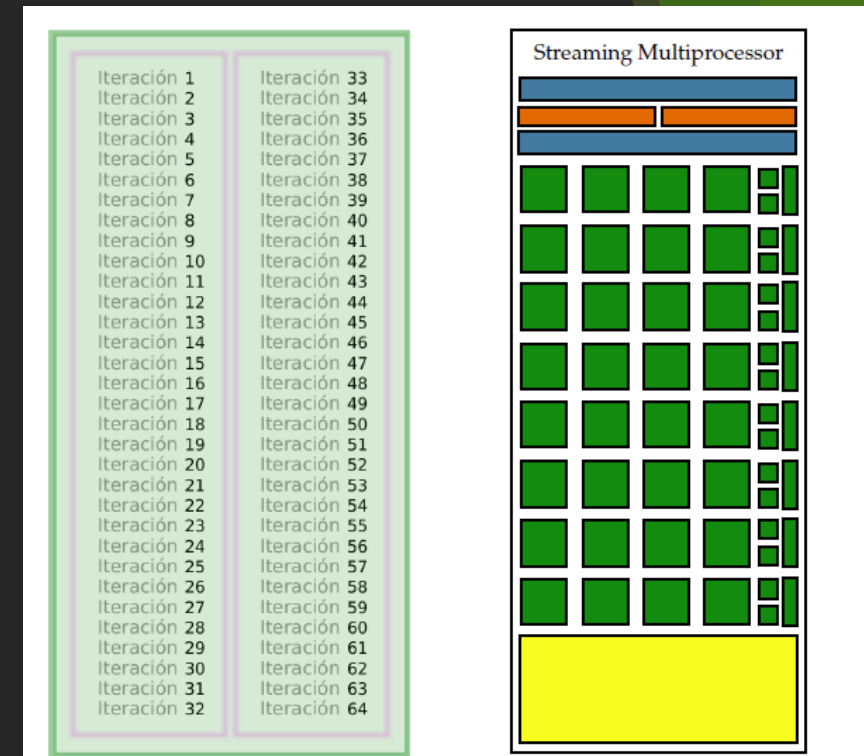 Iteración 1
Iteración 2
Iteración 3
Iteración 4
Iteración 5
Iteración 6
Iteración 7
Iteración 8
Iteración 9
Iteración 10
Iteración 11
Iteración 12
Iteración 13
Iteración 14
Iteración 15
Iteración 16
Iteración 17
Iteración 18
Iteración 19
Iteración 20
Iteración 21
Iteración 22
Iteración 23
Iteración 24
Iteración 25
Iteración 26
Iteración 27
Iteración 28
Iteración 29
Iteración 30
Iteración 31
Iteración 32
Iteración 33
Iteración 34
Iteración 35
Iteración 36
Iteración 37
Iteración 38
Iteración 39
Iteración 40
Iteración 41
Iteración 42
Iteración 43
Iteración 44
Iteración 45
Iteración 46
Iteración 47
Iteración 48
Iteración 49
Iteración 50
Iteración 51
Iteración 52
Iteración 53
Iteración 54
Iteración 55
Iteración 56
Iteración 57
Iteración 58
Iteración 59
Iteración 60
Iteración 61
Iteración 62
Iteración 63
Iteración 64
Streaming Multiprocessor